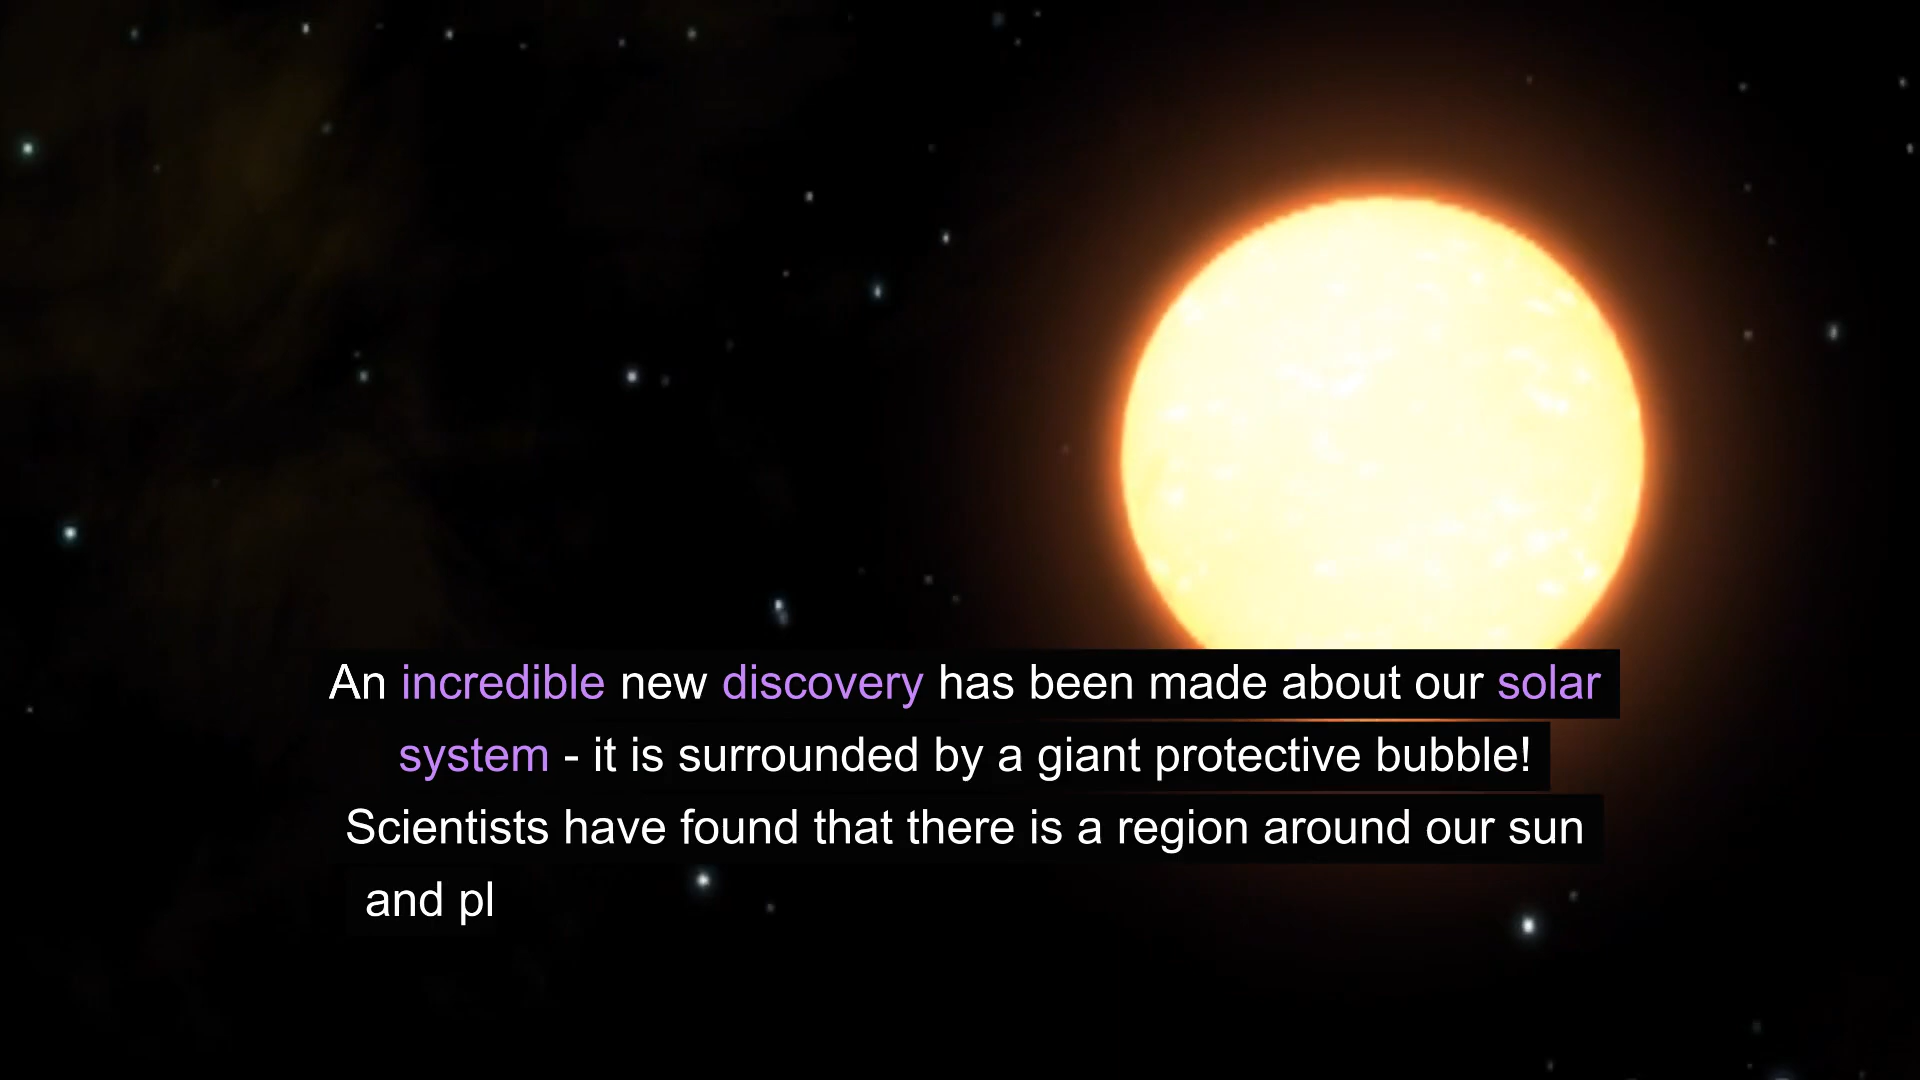 An incredible new discovery has been made about our solar
system - it is surrounded by a giant protective bubble!
Scientists have found that there is a region around our sun
and pl